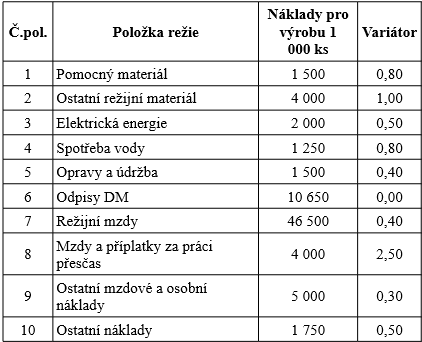 Č.pol. Položka režie Náklady pro výrobu 1 000 ks Variátor
1 Pomocný materiál 1 500 0,80
2 Ostatní režijní materiál 4 000 1,00
3 Elektrická energie 2 000 0,50
4 Spotřeba vody 1 250 0,80
5 Opravy a údržba 1 500 0,40
6 Odpisy DM 10 650 0,00
7 Režijní mzdy 46 500 0,40
8 Mzdy a příplatky za práci přesčas 4 000 2,50
9 Ostatní mzdové a osobní náklady 5 000 0,30
10 Ostatní náklady 1 750 0,50